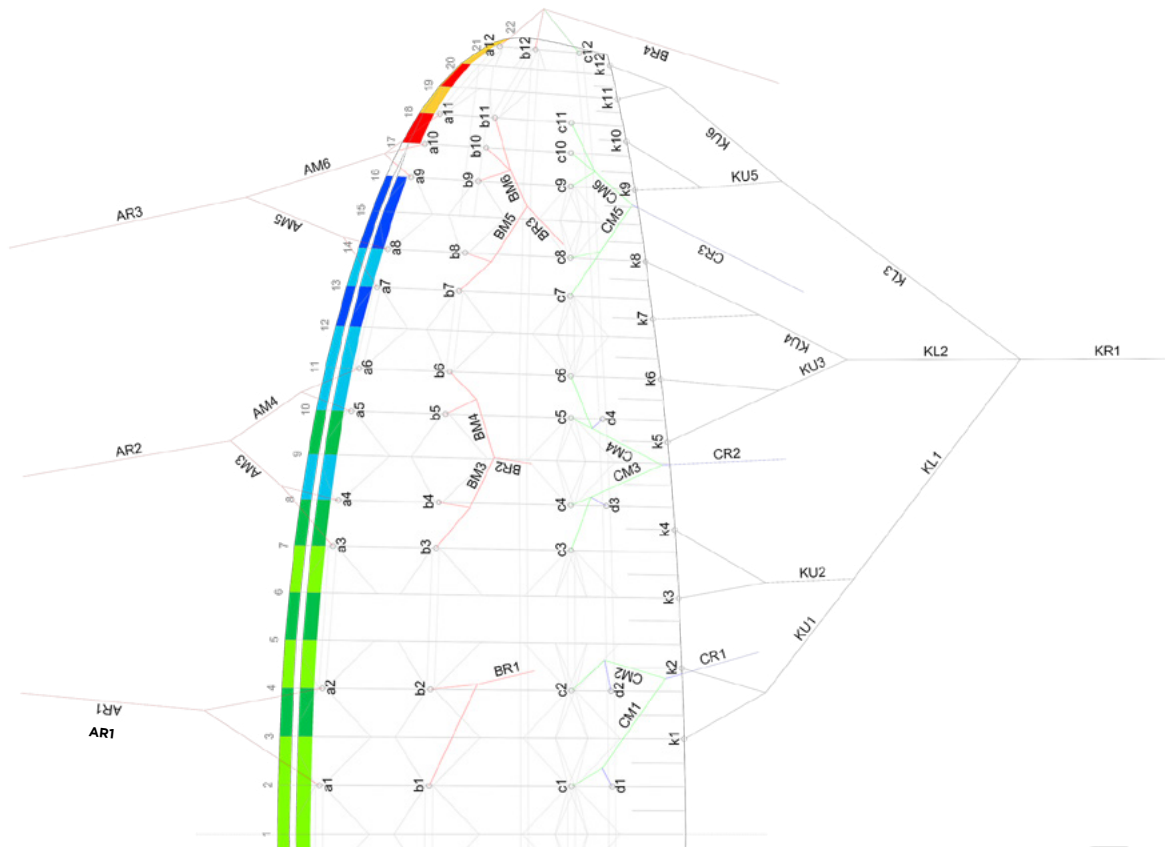 22
21
a12
b12
c12
k12
BR4
20
19
k11
18
a11
b11
c11
17
a10
b10
c10
k10
KU6
AM6
16
a9
b9
BM6
c9
CM6
k9
KU5
AR3
AM5
15
BM5
BR3
CM5
14
a8
b8
c8
k8
CR3
KL3
13
a7
b7
c7
12
k7
KU4
11
a6
b6
c6
k6
KU3
KL2
KR1
AM4
10
a5
b5
BM4
c5
d4
k5
AR2
AM3
9
BM3
BR2
CM4
CM3
CR2
KL1
8
a4
b4
c4
d3
k4
7
a3
b3
c3
6
k3
KU2
5
BR1
CM2
k2
CR1
KU1
4
a2
b2
c2
d2
AR1
AR1
3
CM1
k1
2
a1
b1
c1
d1
1